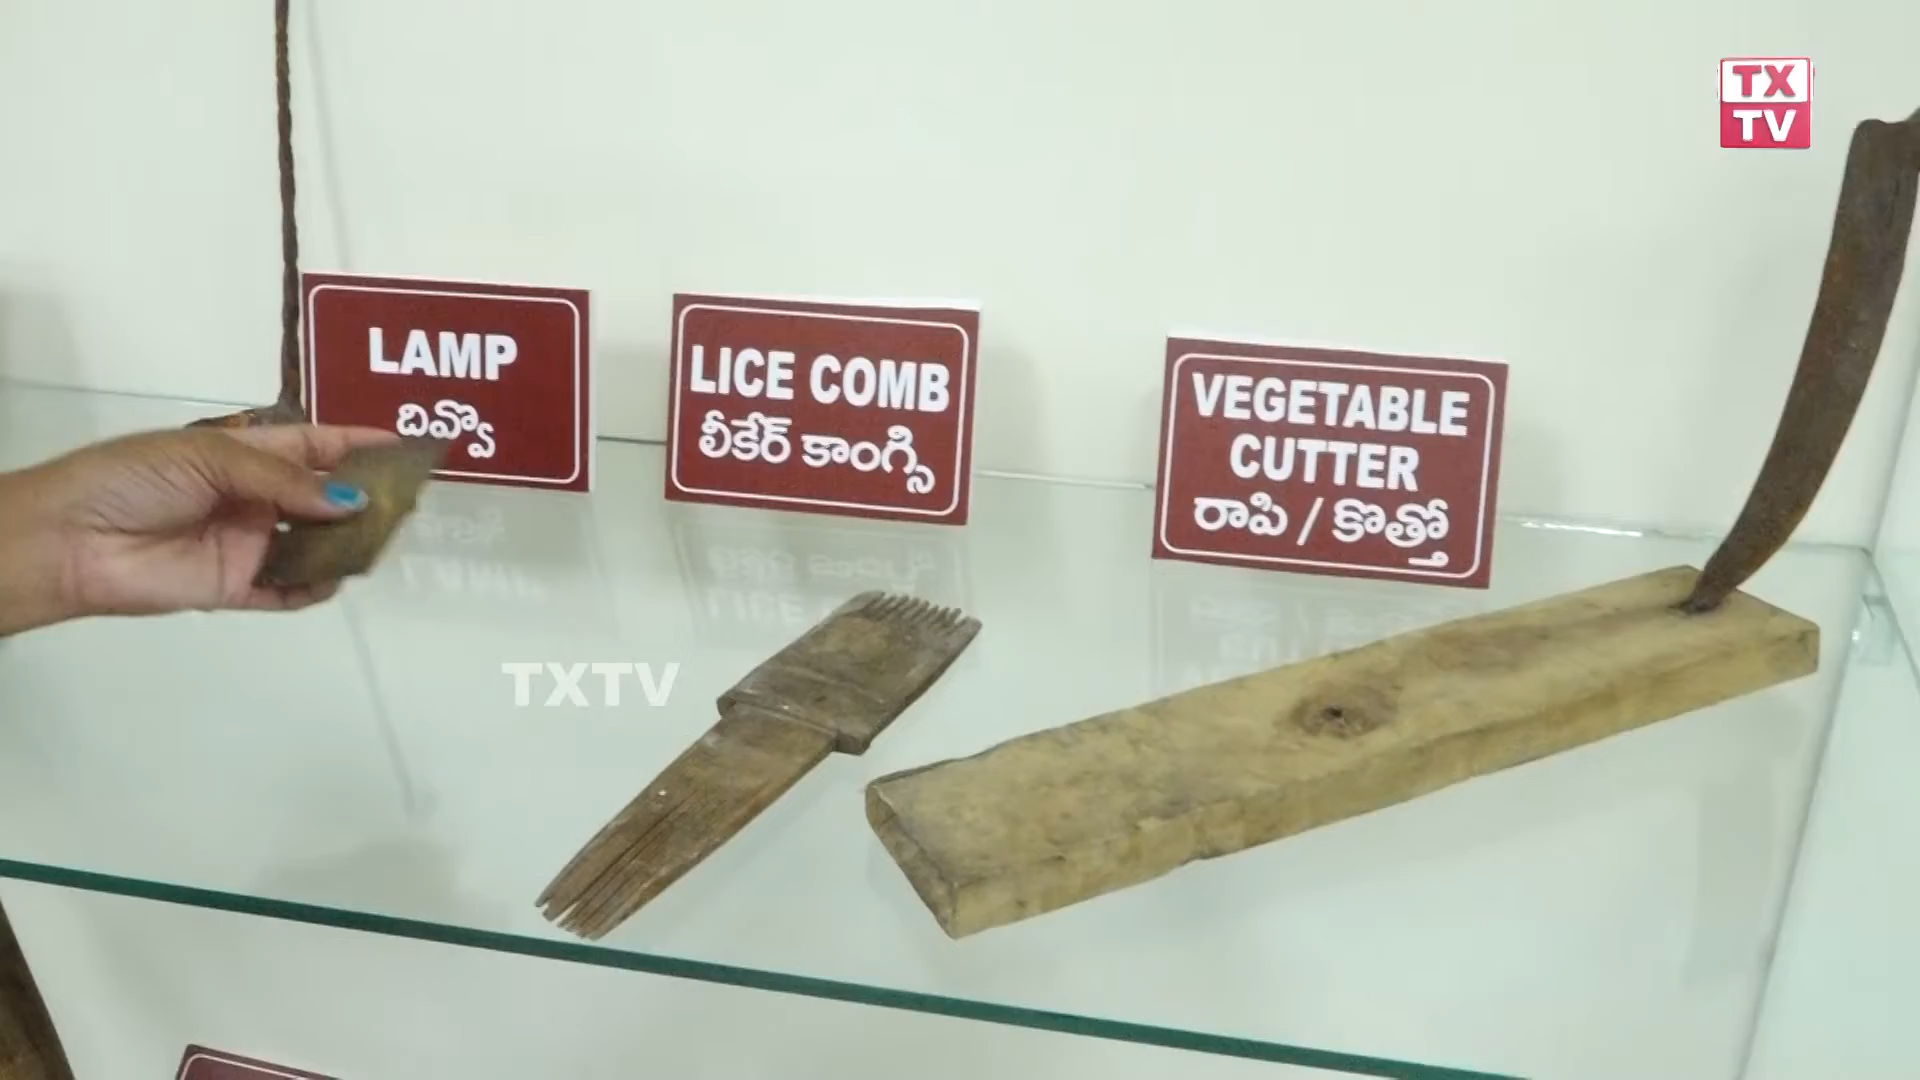 TX
TV
LAMP
దివ్వో
LICE COMB
లీకేర్ కాంగ్సి
VEGETABLE
CUTTER
రాపి / కొత్తో
TXTV